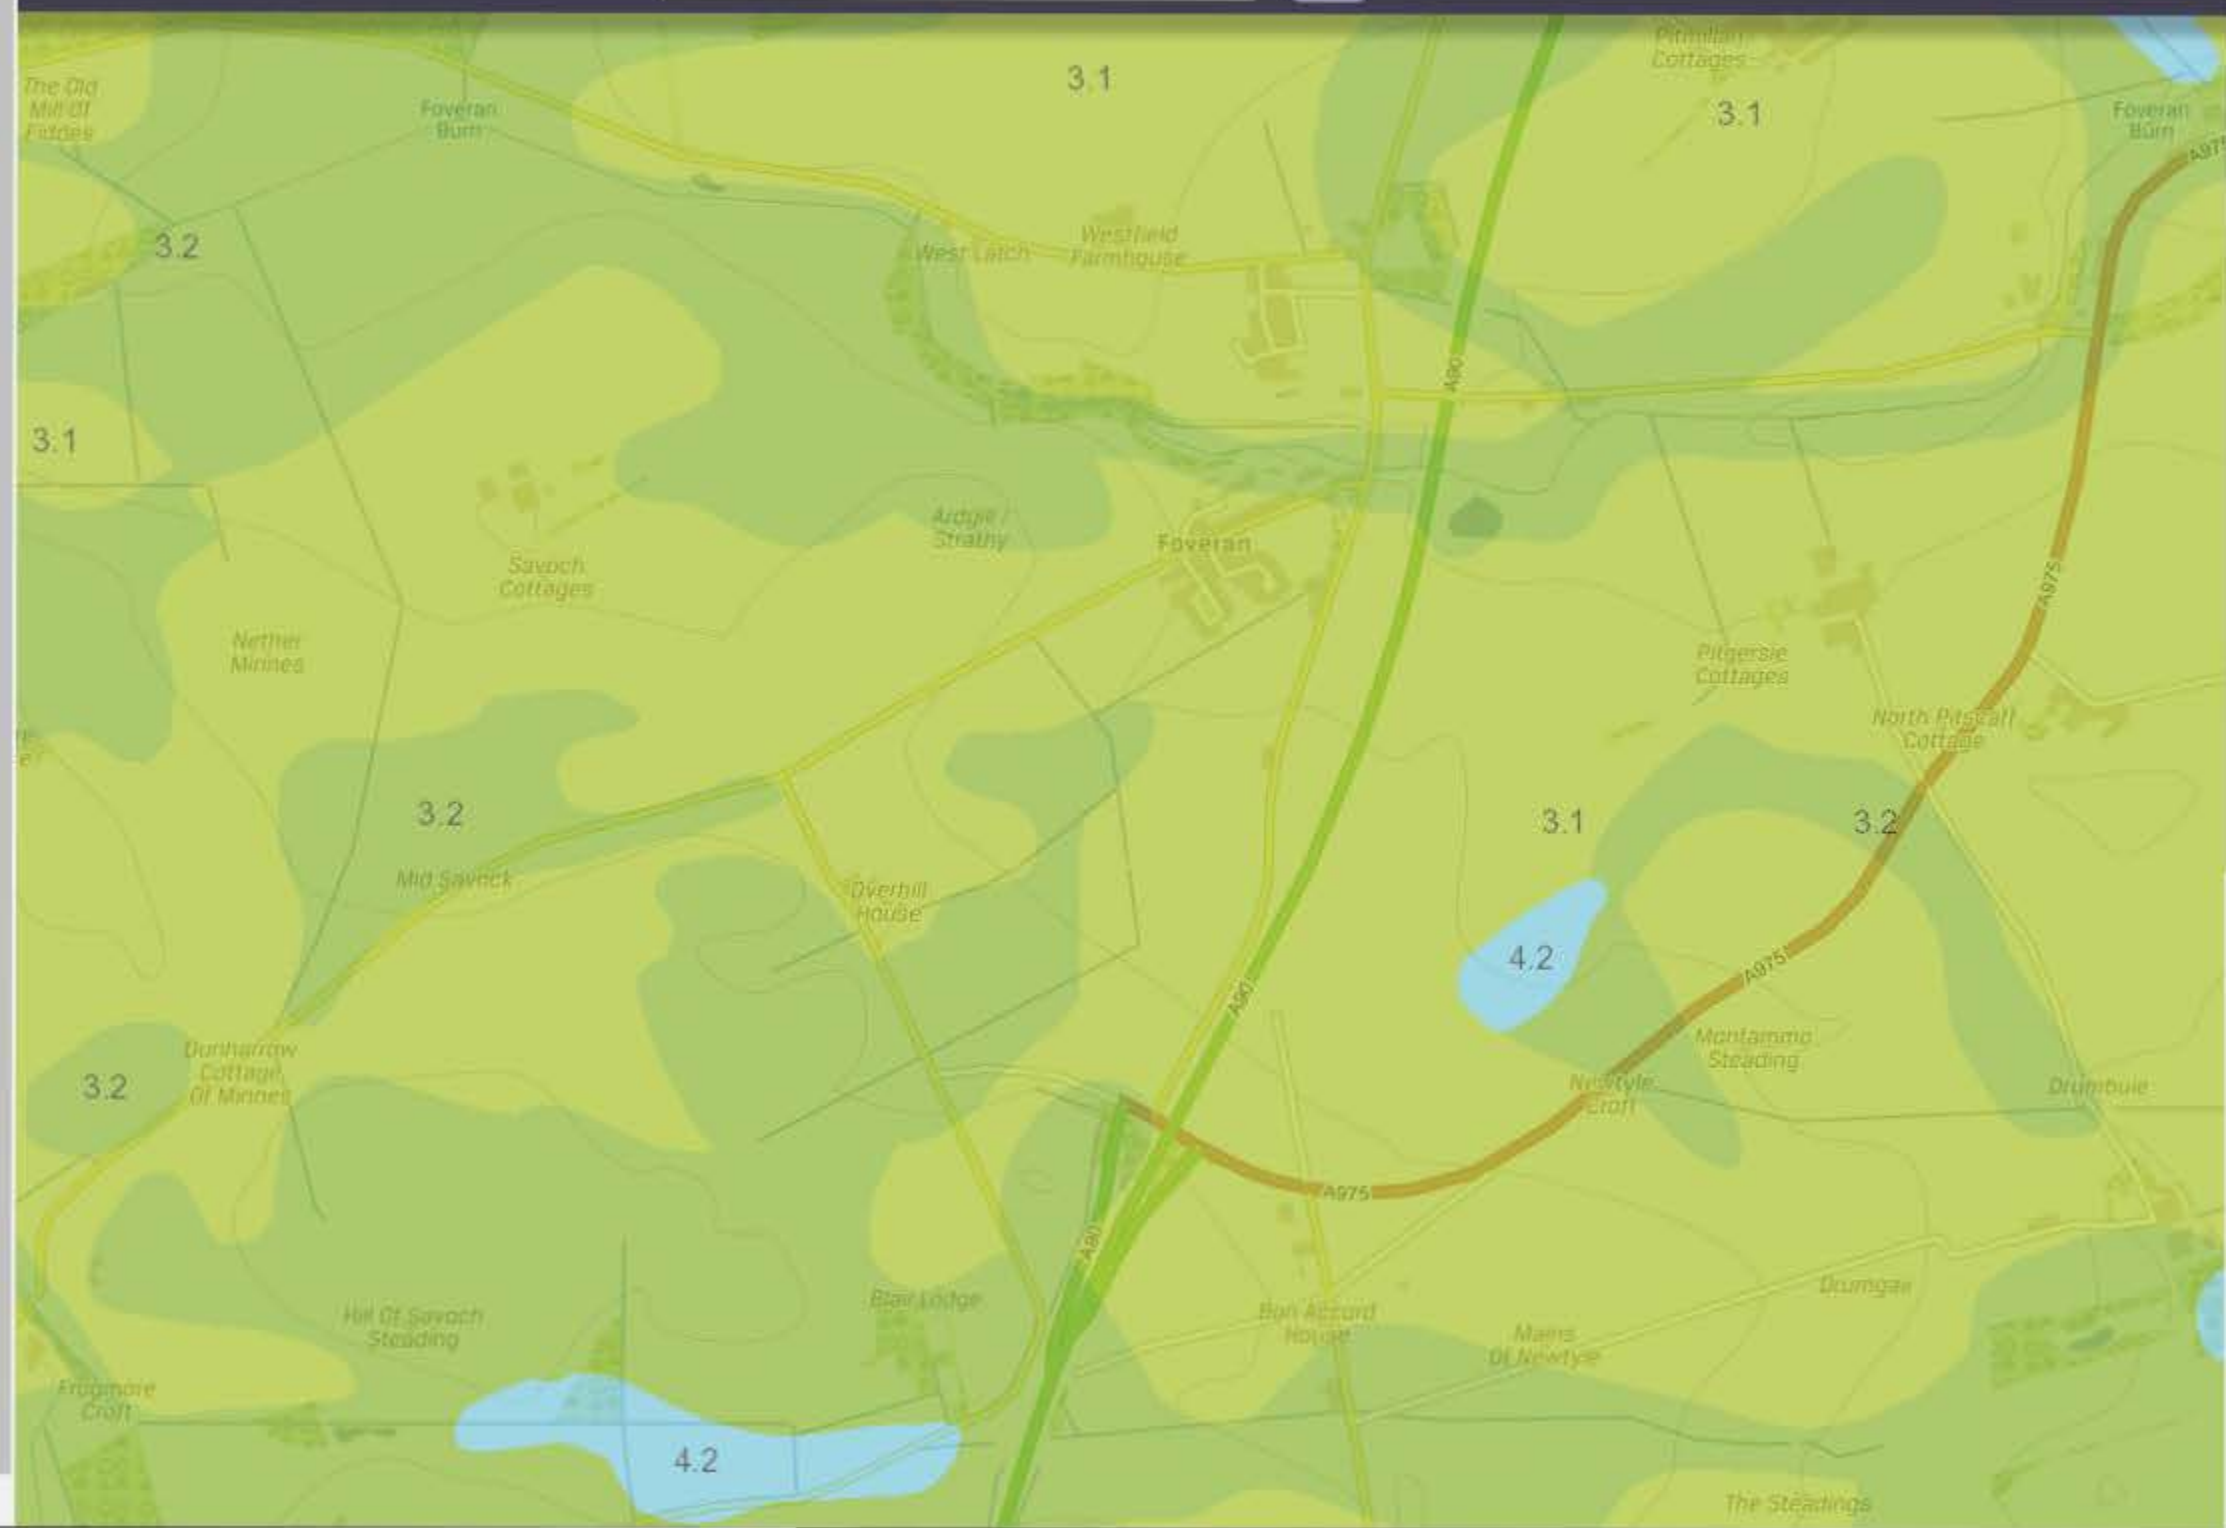 3.1
Pitmillan
Cottages
3.1
The Old
Mill Of
Fiddes
Foveran
Burn
Foveran
Burn
A975
3.2
West Latch
Westfield
Farmhouse
A90
3.1
Ardgill /
Strathy
Foveran
Savoch
Cottages
A975
Nether
Minnes
Pitgersie
Cottages
North Pitscaff
Cottage
3.2
3.1
3.2
Mid Savock
Overhill
House
4.2
A975
A90
Dunharrow
Cottage
Of Minnes
3.2
Montammo
Steading
Newtyle
Croft
Drumbuie
A975
A90
Blair Lodge
Hill Of Savoch
Steading
Bon Accord
House
Drumgail
Mains
Of Newtyle
Frogmore
Croft
4.2
The Steadings